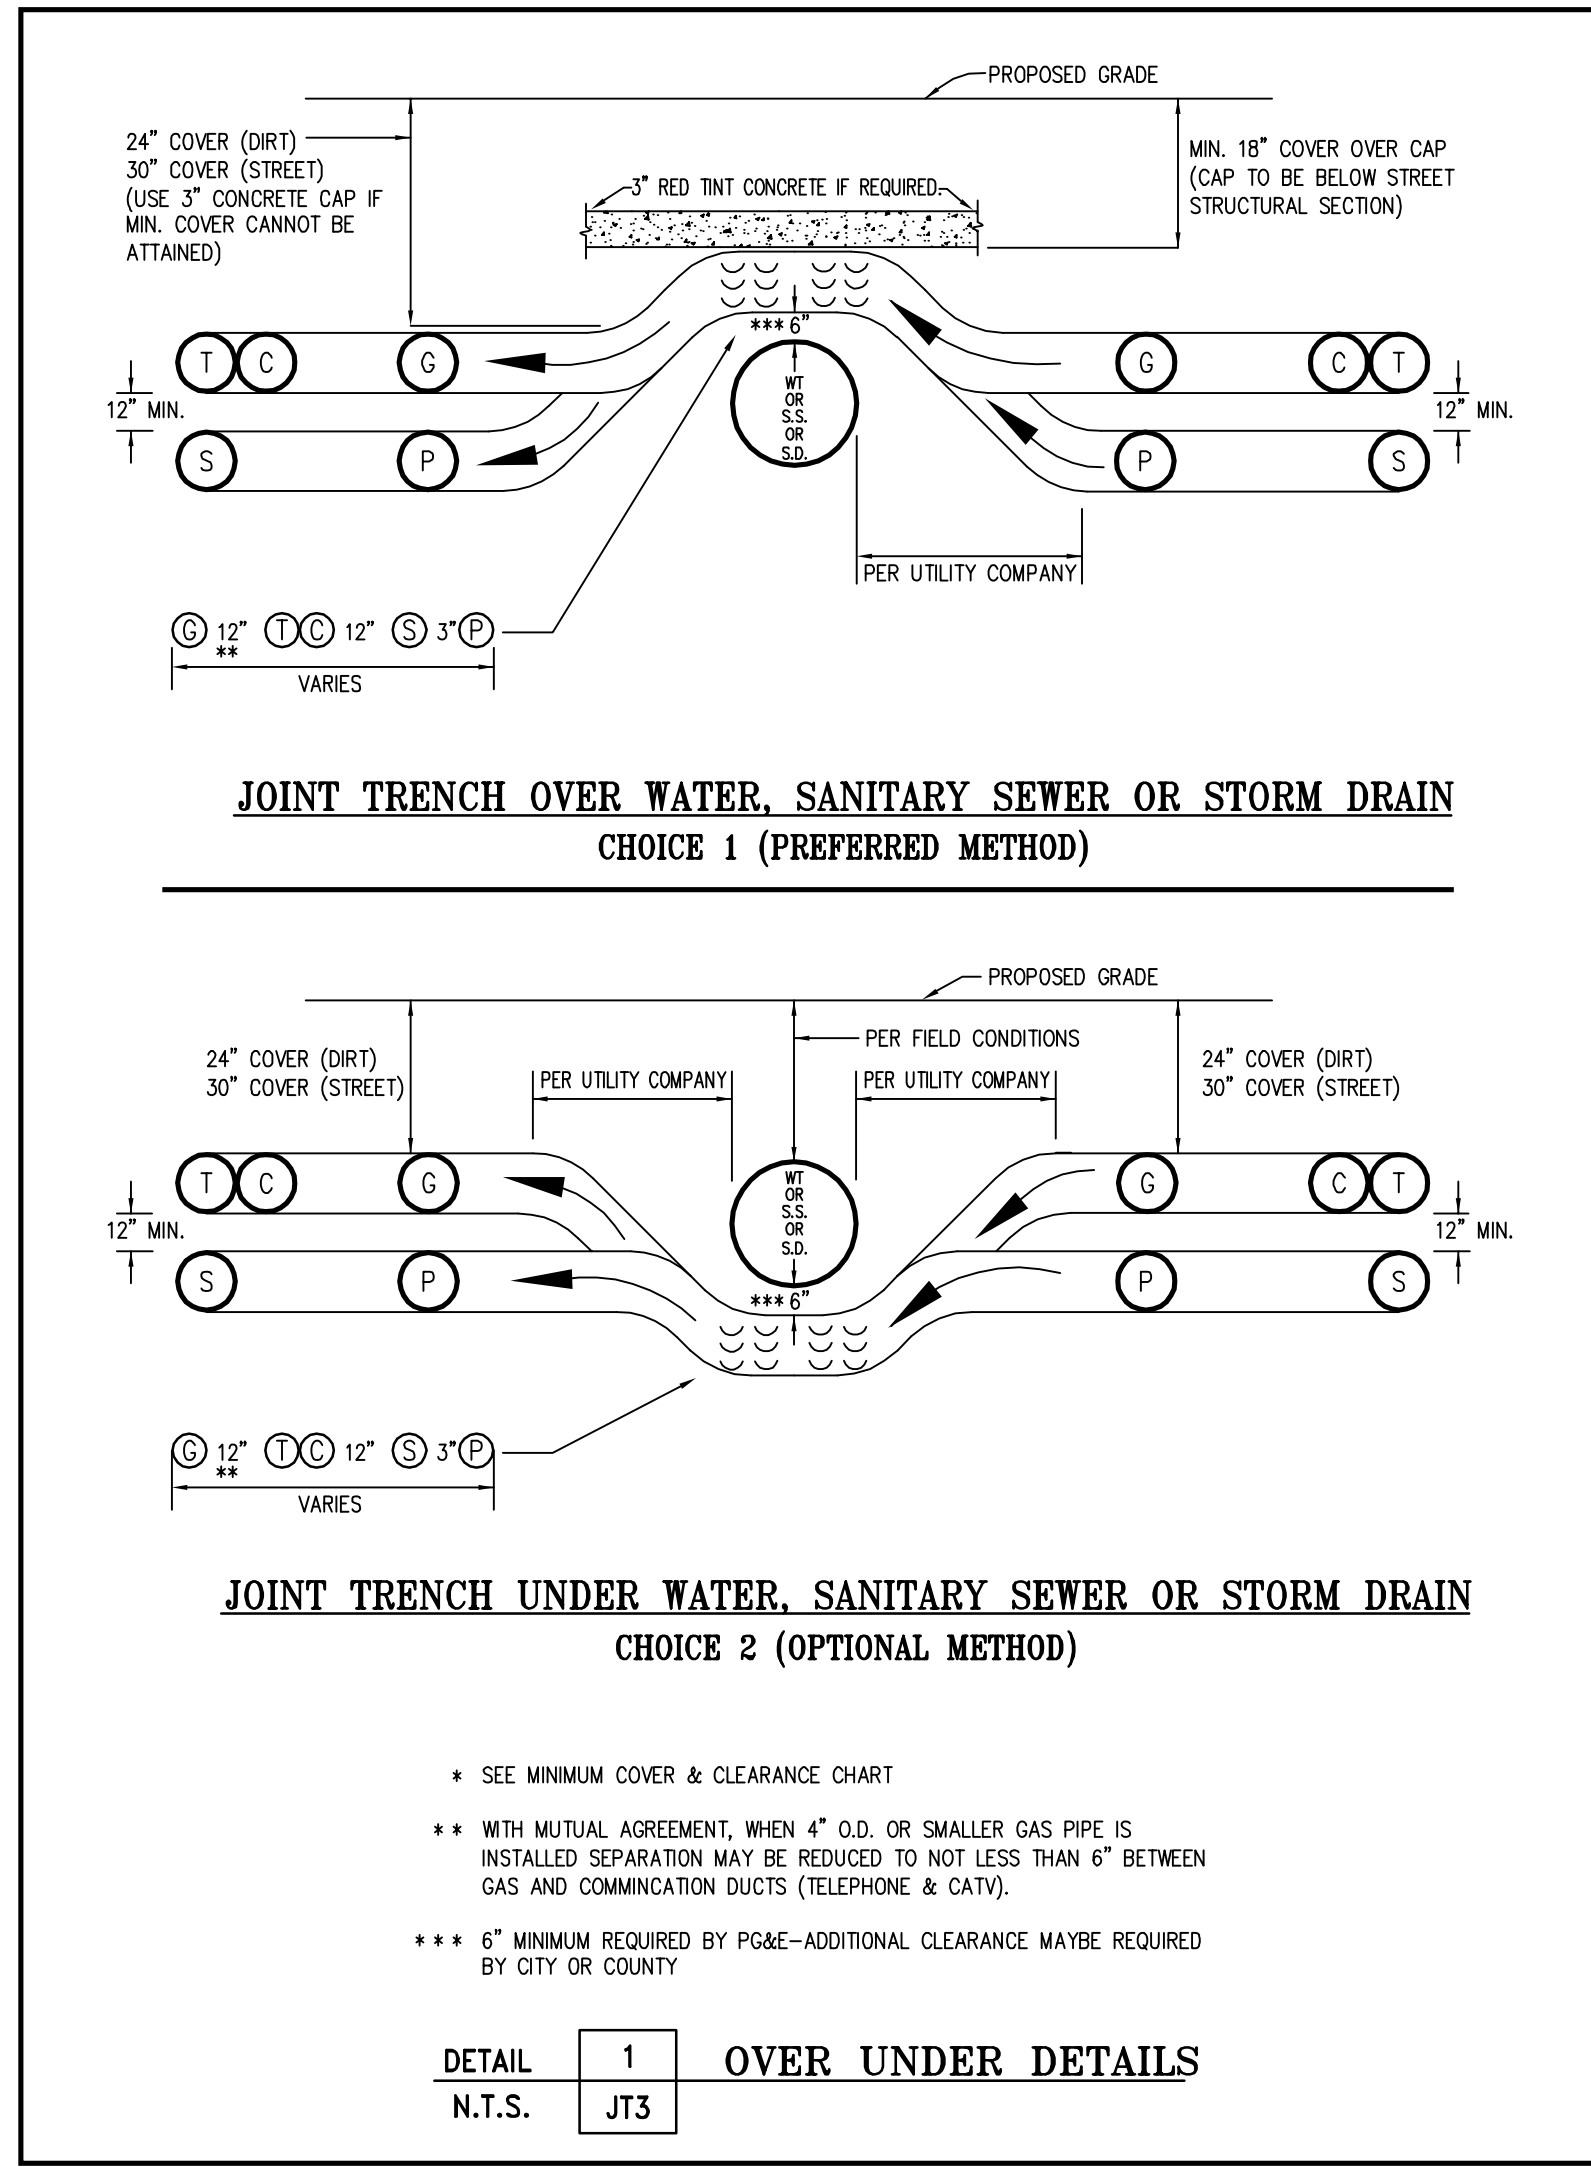 PROPOSED GRADE
24" COVER (DIRT)
30" COVER (STREET)
(USE 3" CONCRETE CAP IF
MIN. COVER CANNOT BE
ATTAINED)
MIN. 18" COVER OVER CAP
(CAP TO BE BELOW STREET
STRUCTURAL SECTION)
3" RED TINT CONCRETE IF REQUIRED.
*** 6"
T C G
G C T
WT
OR
S.S.
OR
S.D.
12" MIN.
12" MIN.
S P
P S
PER UTILITY COMPANY
G 12" T C 12" S 3" P
**
VARIES
JOINT TRENCH OVER WATER, SANITARY SEWER OR STORM DRAIN
CHOICE 1 (PREFERRED METHOD)
PROPOSED GRADE
PER FIELD CONDITIONS
24" COVER (DIRT)
30" COVER (STREET)
PER UTILITY COMPANY
PER UTILITY COMPANY
24" COVER (DIRT)
30" COVER (STREET)
T C G
G C T
WT
OR
S.S.
OR
S.D.
12" MIN.
12" MIN.
S P
P S
*** 6"
G 12" T C 12" S 3" P
**
VARIES
JOINT TRENCH UNDER WATER, SANITARY SEWER OR STORM DRAIN
CHOICE 2 (OPTIONAL METHOD)
* SEE MINIMUM COVER & CLEARANCE CHART
** WITH MUTUAL AGREEMENT, WHEN 4" O.D. OR SMALLER GAS PIPE IS
INSTALLED SEPARATION MAY BE REDUCED TO NOT LESS THAN 6" BETWEEN
GAS AND COMMINCATION DUCTS (TELEPHONE & CATV).
*** 6" MINIMUM REQUIRED BY PG&E-ADDITIONAL CLEARANCE MAYBE REQUIRED
BY CITY OR COUNTY
DETAIL 1 OVER UNDER DETAILS
N.T.S. JT3